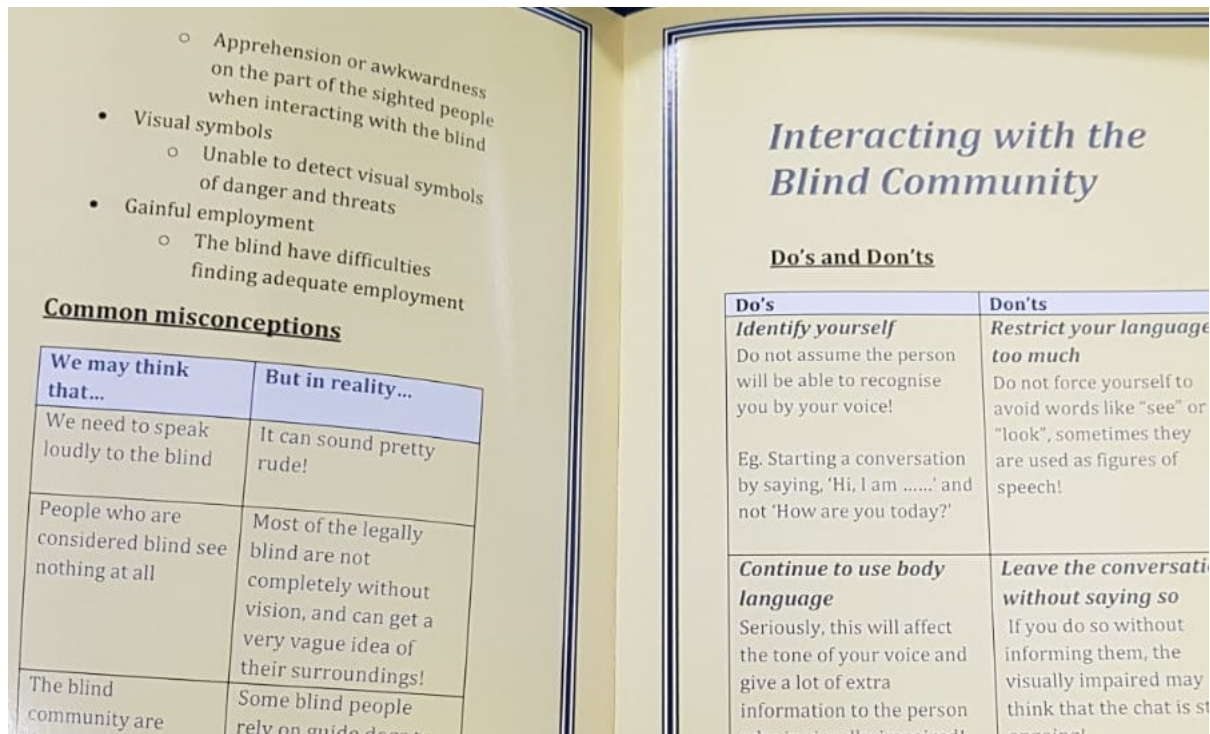 ○ Apprehension or awkwardness
on the part of the sighted people
when interacting with the blind
• Visual symbols
○ Unable to detect visual symbols
of danger and threats
• Gainful employment
○ The blind have difficulties
finding adequate employment
Common misconceptions
We may think
that...
But in reality...
We need to speak
loudly to the blind
It can sound pretty
rude!
People who are
considered blind see
nothing at all
Most of the legally
blind are not
completely without
vision, and can get a
very vague idea of
their surroundings!
The blind
community are
Some blind people
rely on guide
Interacting with the
Blind Community
Do's and Don'ts
Do's
Don'ts
Identify yourself
Do not assume the person
will be able to recognise
you by your voice!
Eg. Starting a conversation
by saying, 'Hi, I am ......' and
not 'How are you today?'
Restrict your language
too much
Do not force yourself to
avoid words like "see" or
"look", sometimes they
are used as figures of
speech!
Continue to use body
language
Seriously, this will affect
the tone of your voice and
give a lot of extra
information to the person
Leave the
without saying so
If you do so without
informing them, the
visually impaired may
think that the chat is